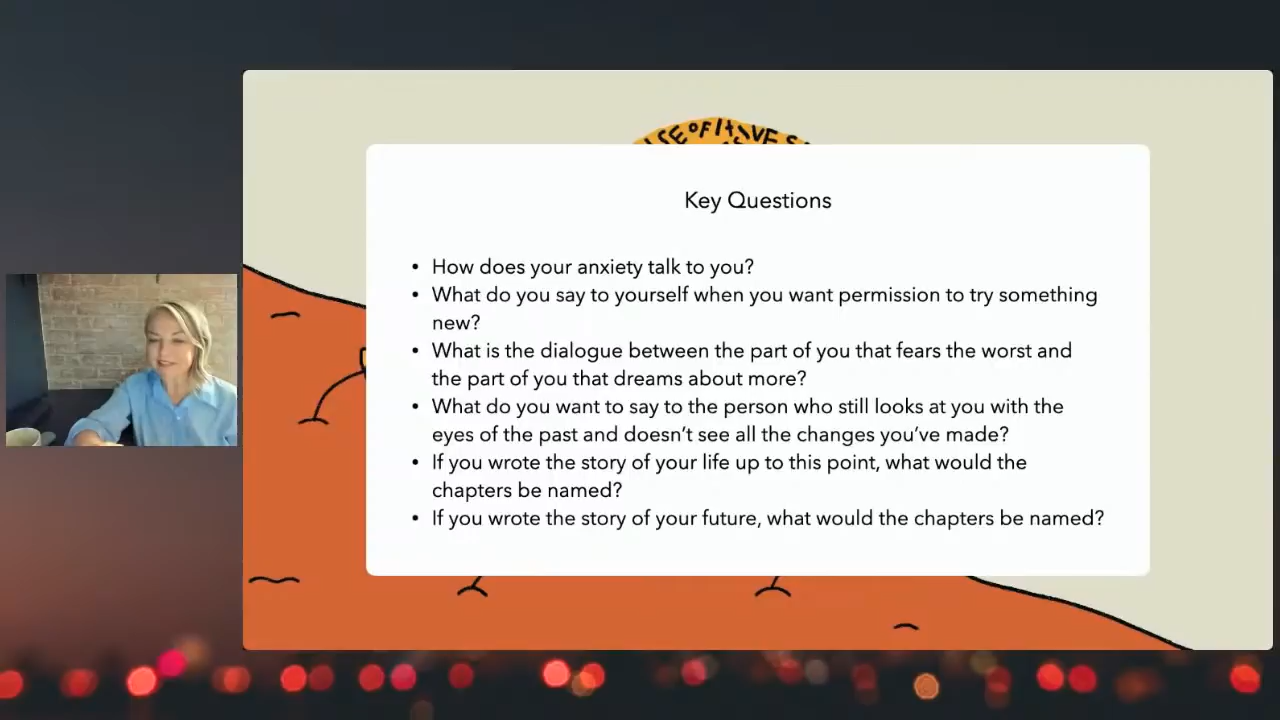 OF
Key Questions
• How does your anxiety talk to you?
• What do you say to yourself when you want permission to try something
new?
• What is the dialogue between the part of you that fears the worst and
the part of you that dreams about more?
• What do you want to say to the person who still looks at you with the
eyes of the past and doesn’t see all the changes you’ve made?
• If you wrote the story of your life up to this point, what would the
chapters be named?
• If you wrote the story of your future, what would the chapters be named?